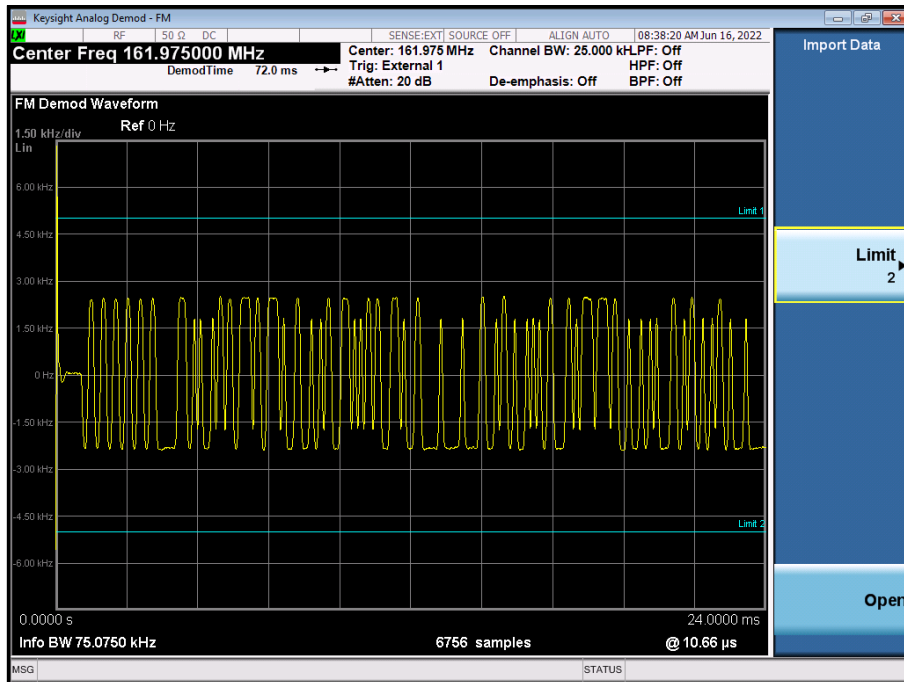 Keysight Analog Demod - FM
LXI RF 50 Ω DC SENSE:EXT SOURCE OFF ALIGN AUTO 08:38:20 AM Jun 16, 2022
Center Freq 161.975000 MHz
DemodTime 72.0 ms
Center: 161.975 MHz Channel BW: 25.000 kH LPF: Off
Trig: External 1 HPF: Off
#Atten: 20 dB De-emphasis: Off BPF: Off
Import Data
FM Demod Waveform
1.50 kHz/div Ref 0 Hz
Lin
6.00 kHz
Limit 1
4.50 kHz
Limit
2
3.00 kHz
1.50 kHz
0 Hz
-1.50 kHz
-3.00 kHz
-4.50 kHz
Limit 2
-6.00 kHz
Open
0.0000 s 24.0000 ms
Info BW 75.0750 kHz 6756 samples @ 10.66 µs
MSG STATUS